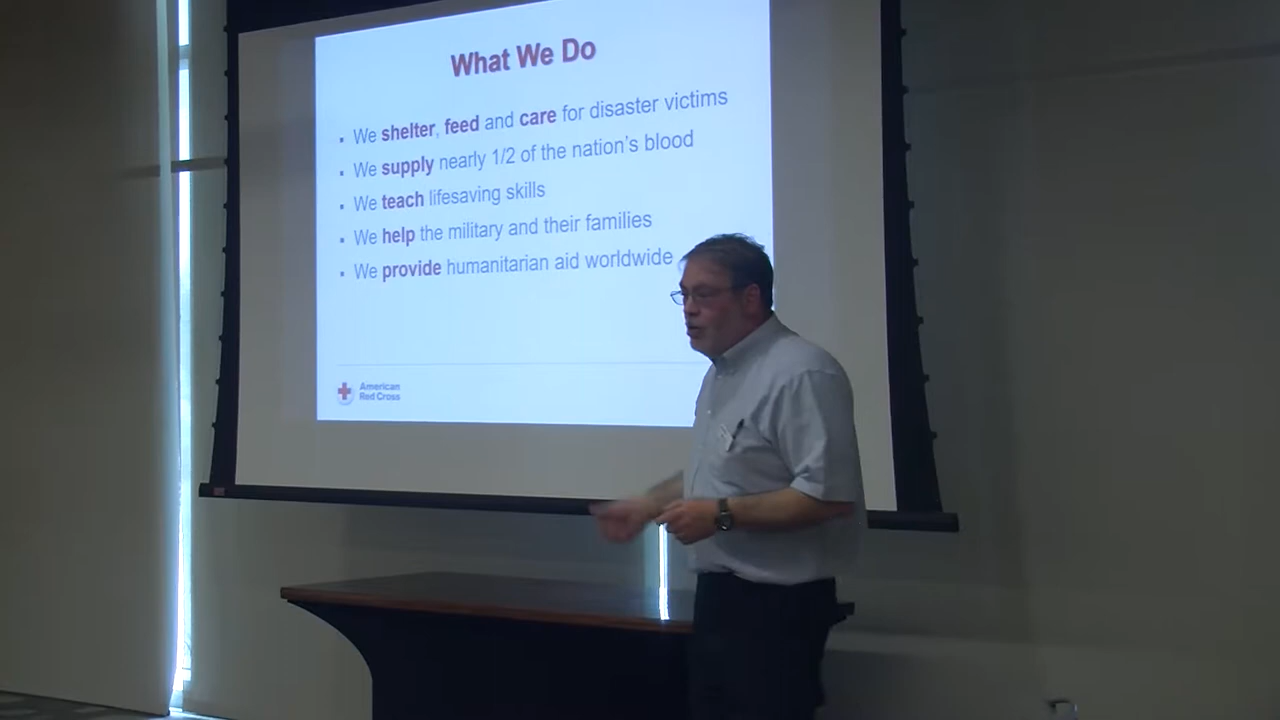 What We Do
▪ We shelter, feed and care for disaster victims
▪ We supply nearly 1/2 of the nation's blood
▪ We teach lifesaving skills
▪ We help the military and their families
▪ We provide humanitarian aid worldwide
American
Red Cross